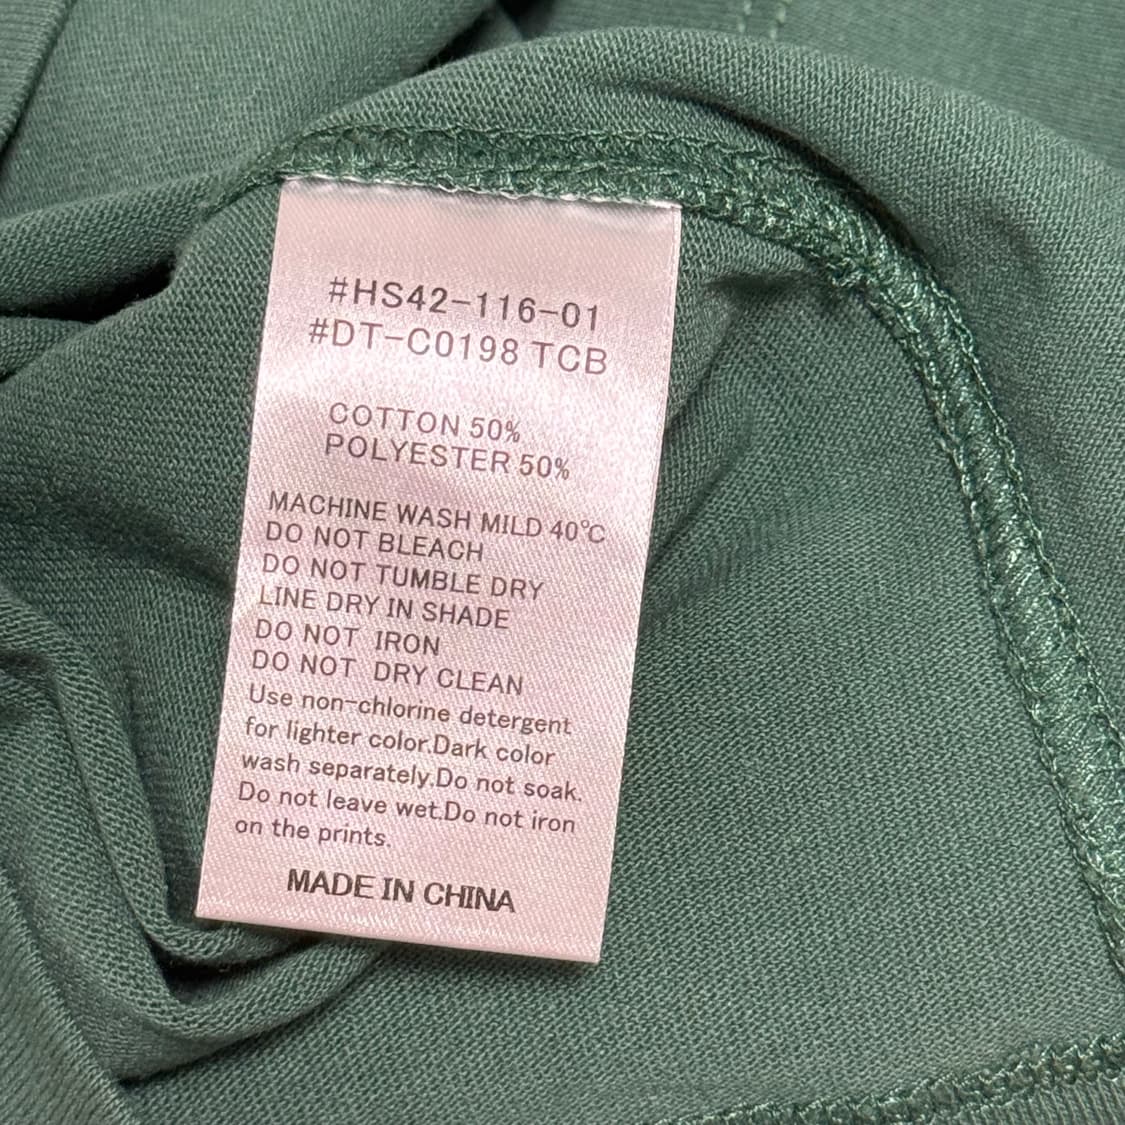 #HS42-116-01
#DT-C0198 TCB
COTTON 50%
POLYESTER 50%
MACHINE WASH MILD 40℃
DO NOT BLEACH
DO NOT TUMBLE DRY
LINE DRY IN SHADE
DO NOT IRON
DO NOT DRY CLEAN
Use non-chlorine detergent
for lighter color.Dark color
wash separately.Do not soak.
Do not leave wet.Do not iron
on the prints.
MADE IN CHINA